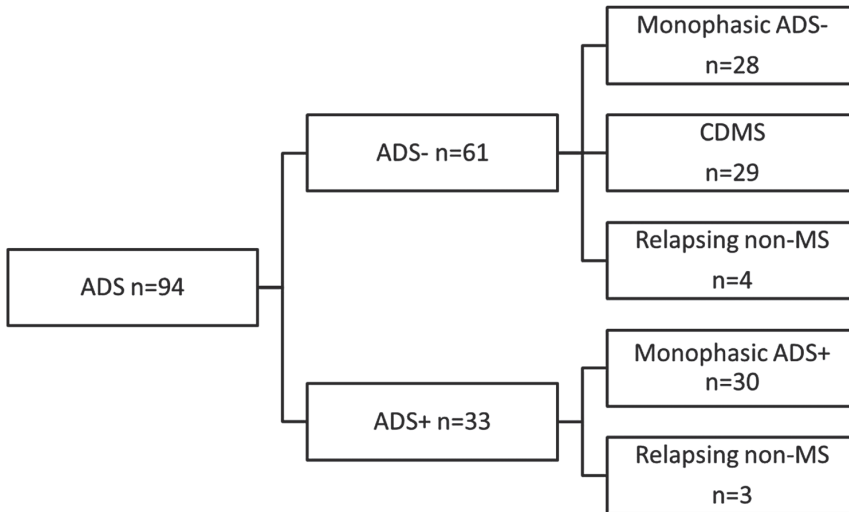 ADS n=94
ADS- n=61
ADS+ n=33
Monophasic ADS-
n=28
CDMS
n=29
Relapsing non-MS
n=4
Monophasic ADS+
n=30
Relapsing non-MS
n=3